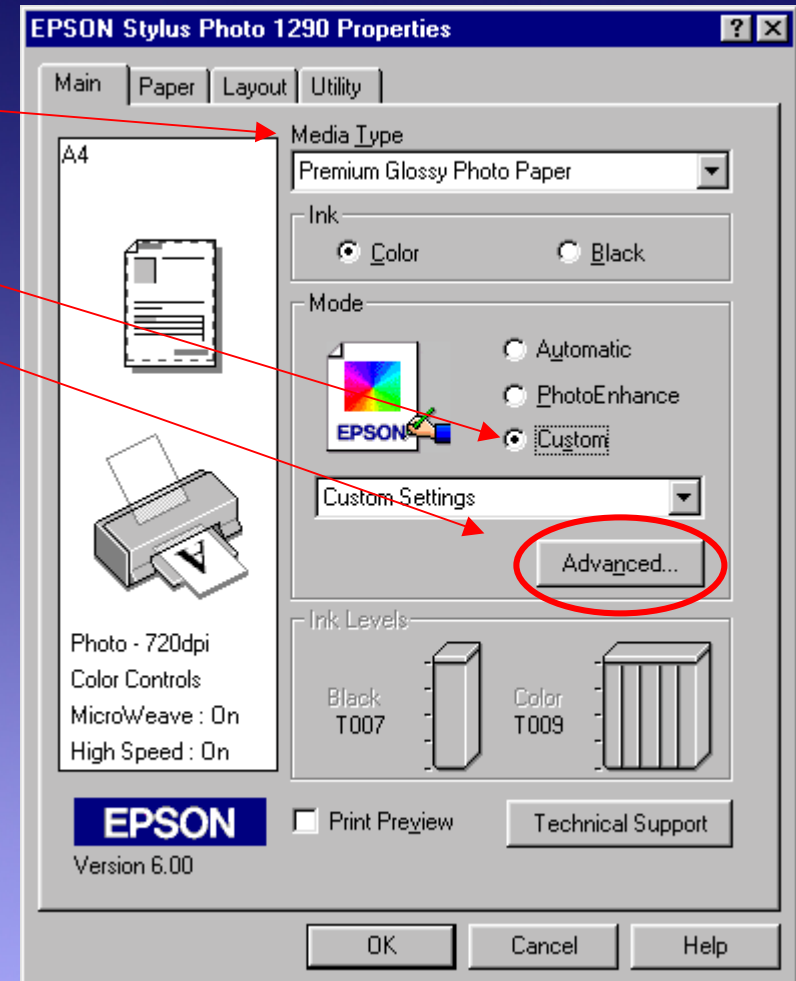 EPSON Stylus Photo 1290 Properties
Main Paper Layout Utility
A4
Media Type
Premium Glossy Photo Paper
Ink
Color Black
Mode
EPSON
Automatic
PhotoEnhance
Custom
Custom Settings
Advanced...
A
Photo - 720dpi
Color Controls
MicroWeave : On
High Speed : On
Ink Levels
Black
T007
Color
T009
EPSON
Version 6.00
Print Preview
Technical Support
OK Cancel Help